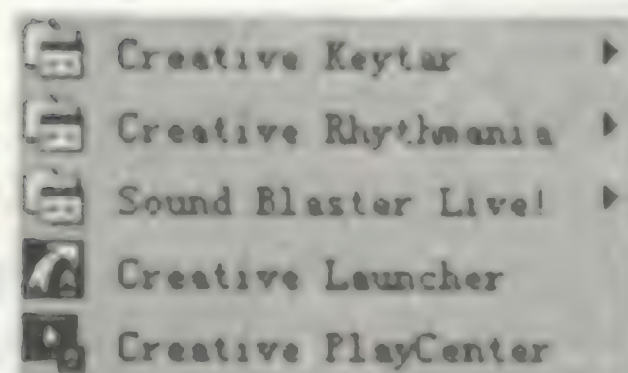 Creative Keytar
Creative Rhythmania
Sound Blaster Live!
Creative Launcher
Creative PlayCenter